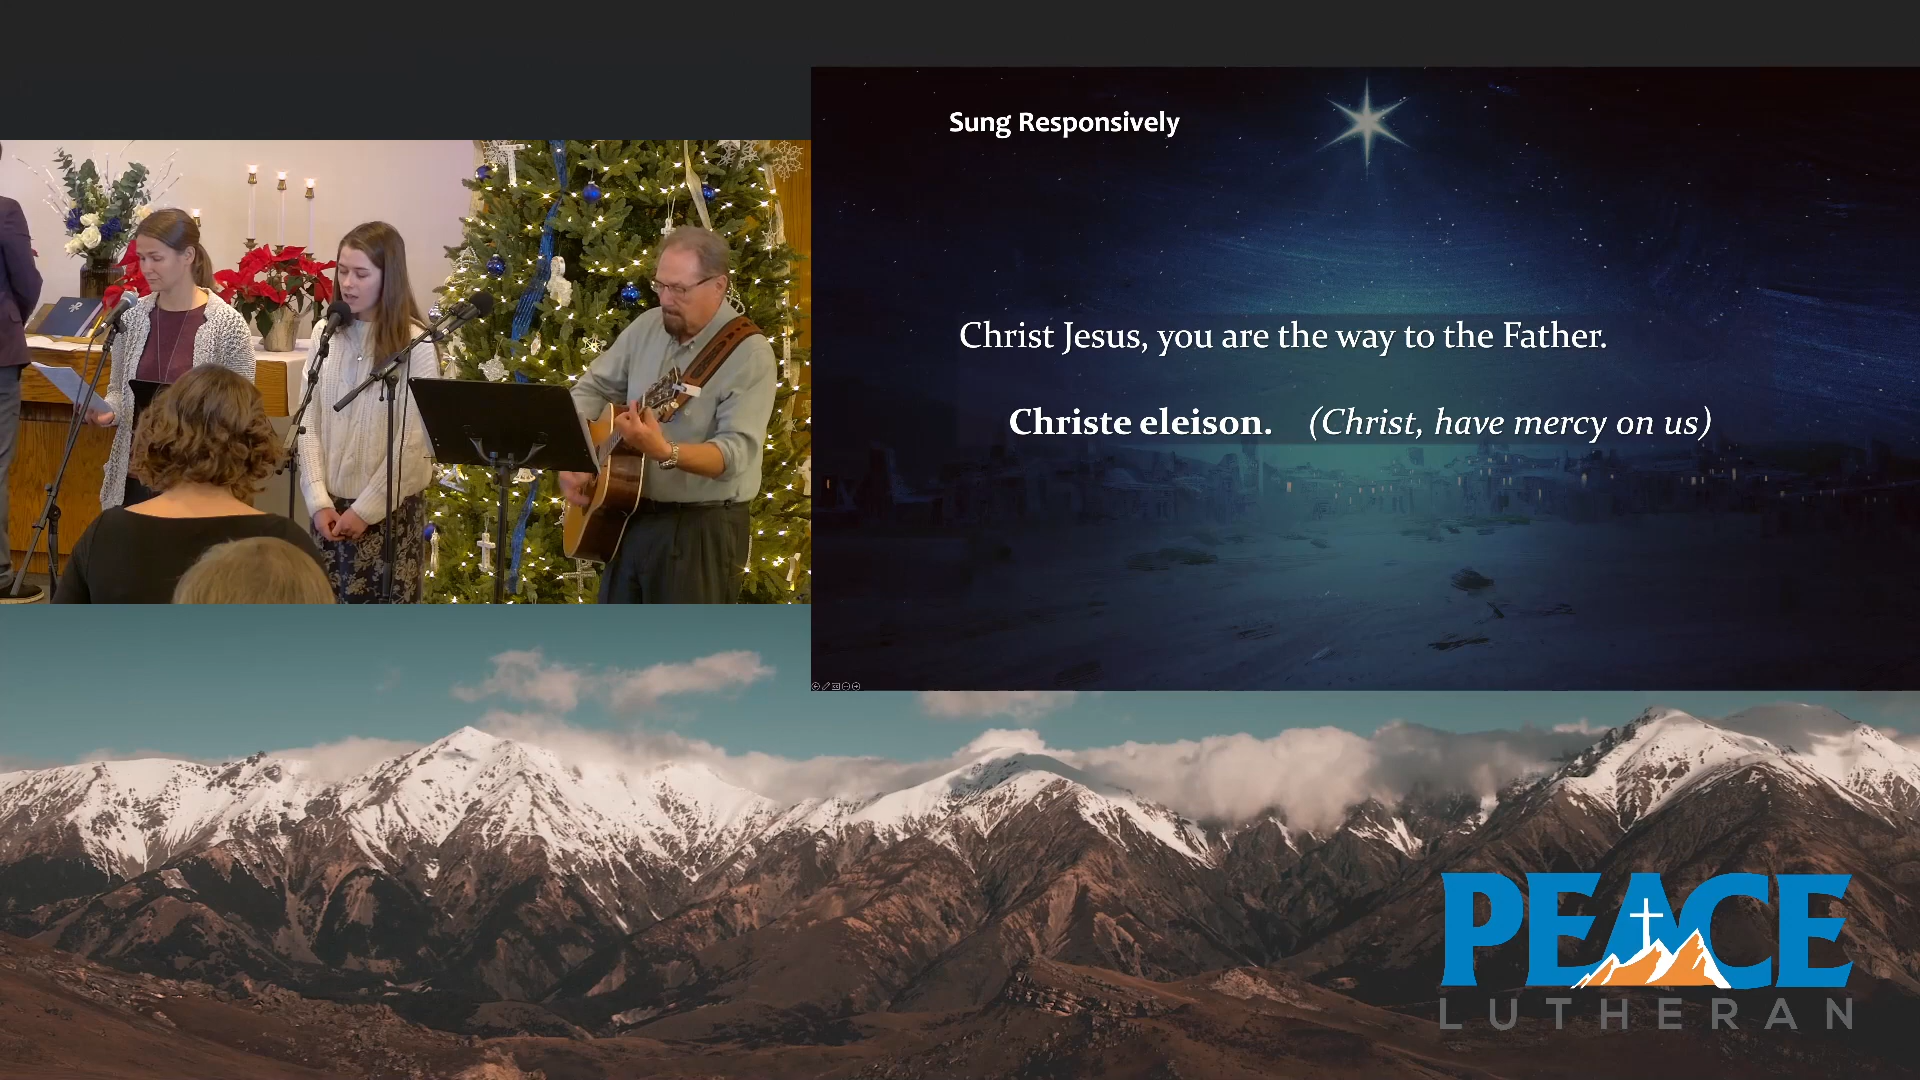 Sung Responsively
Christ Jesus, you are the way to the Father.
Christe eleison. (Christ, have mercy on us)
PEACE
LUTHERAN